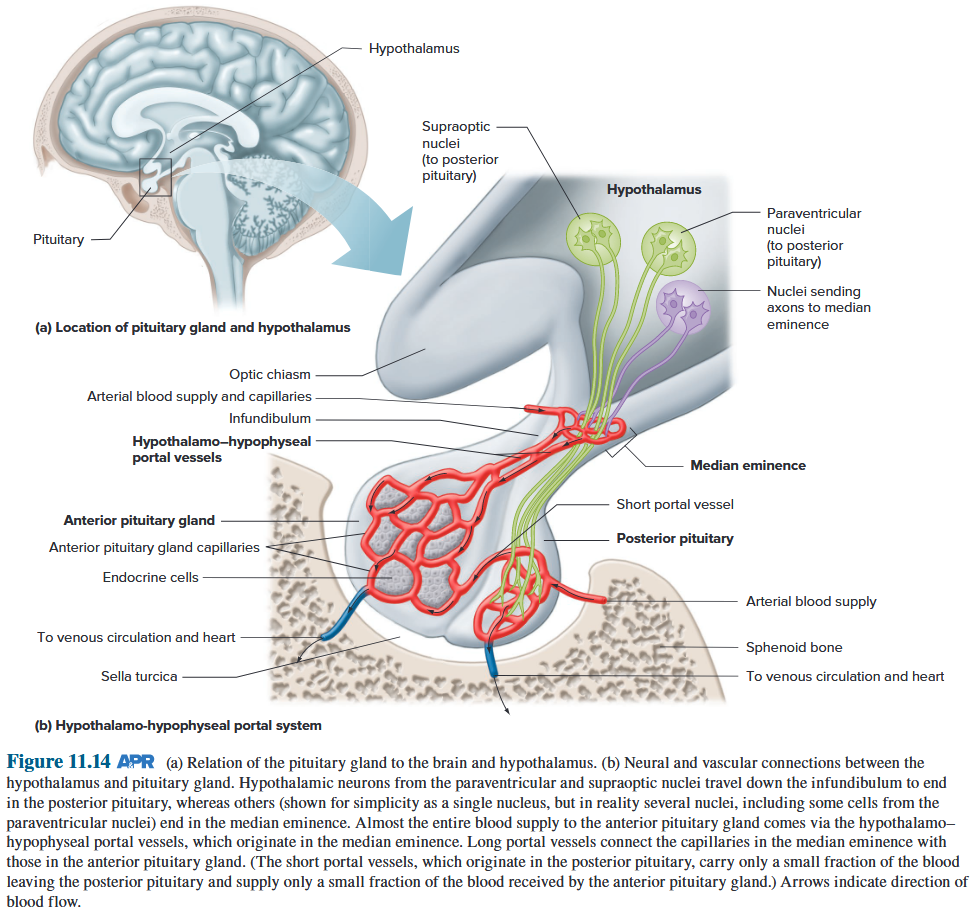 Hypothalamus
Supraoptic
nuclei
(to posterior
pituitary)
Hypothalamus
Paraventricular
nuclei
(to posterior
pituitary)
Pituitary
Nuclei sending
axons to median
eminence
(a) Location of pituitary gland and hypothalamus
Optic chiasm
Arterial blood supply and capillaries
Infundibulum
Hypothalamo–hypophyseal
portal vessels
Median eminence
Short portal vessel
Anterior pituitary gland
Posterior pituitary
Anterior pituitary gland capillaries
Endocrine cells
Arterial blood supply
To venous circulation and heart
Sphenoid bone
Sella turcica
To venous circulation and heart
(b) Hypothalamo-hypophyseal portal system
Figure 11.14 AP|R (a) Relation of the pituitary gland to the brain and hypothalamus. (b) Neural and vascular connections between the
hypothalamus and pituitary gland. Hypothalamic neurons from the paraventricular and supraoptic nuclei travel down the infundibulum to end
in the posterior pituitary, whereas others (shown for simplicity as a single nucleus, but in reality several nuclei, including some cells from the
paraventricular nuclei) end in the median eminence. Almost the entire blood supply to the anterior pituitary gland comes via the hypothalamo–
hypophyseal portal vessels, which originate in the median eminence. Long portal vessels connect the capillaries in the median eminence with
those in the anterior pituitary gland. (The short portal vessels, which originate in the posterior pituitary, carry only a small fraction of the blood
leaving the posterior pituitary and supply only a small fraction of the blood received by the anterior pituitary gland.) Arrows indicate direction of
blood flow.